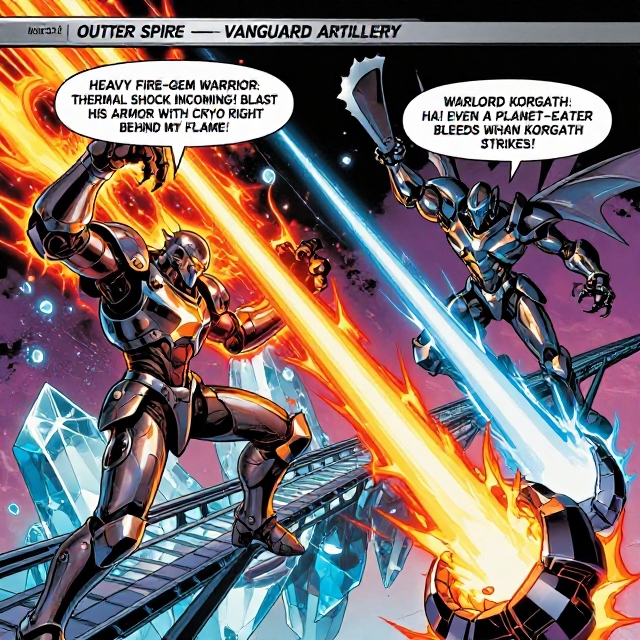 OUTTER SPIRE — VANGUARD ARTILLERY
HEAVY FIRE-GEM WARRIOR:
THERMAL SHOCK INCOMING! BLAST
HIS ARMOR WITH CRYO RIGHT
BEHIND MY FLAME!
WARLORD KORGATH:
HA! EVEN A PLANET-EATER
BLEEDS WHAN KORGATH
STRIKES!